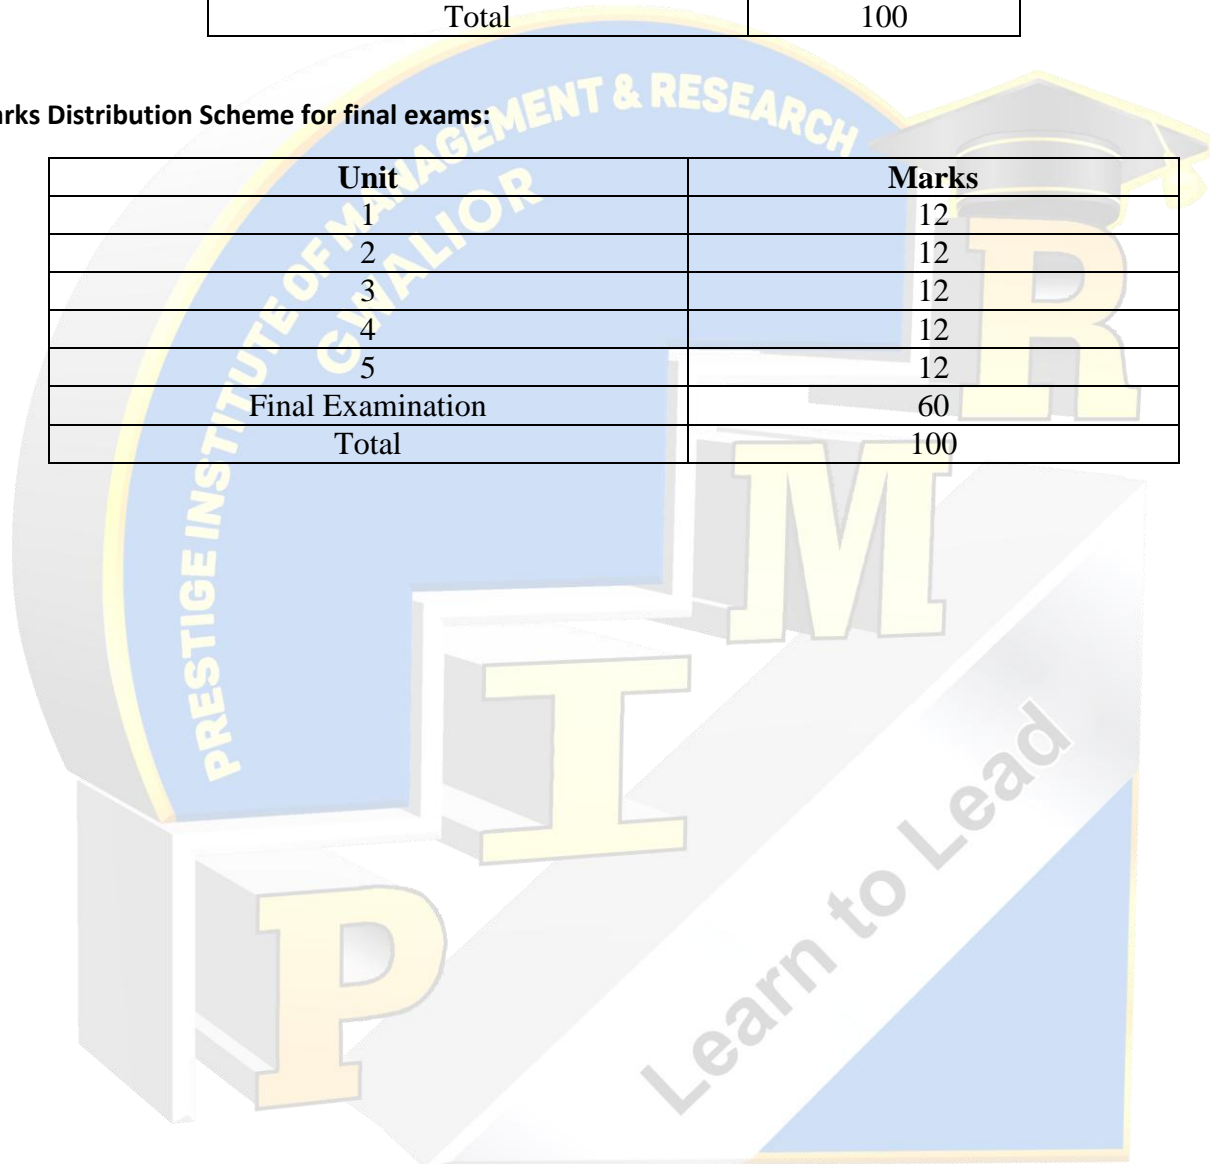 Total 100
arks Distribution Scheme for final exams:
Unit Marks
1 12
2 12
3 12
4 12
5 12
Final Examination 60
Total 100
PRESTIGE INSTITUTE OF MANAGEMENT & RESEARCH
GWALIOR
R
M
I
P
Learn to Lead